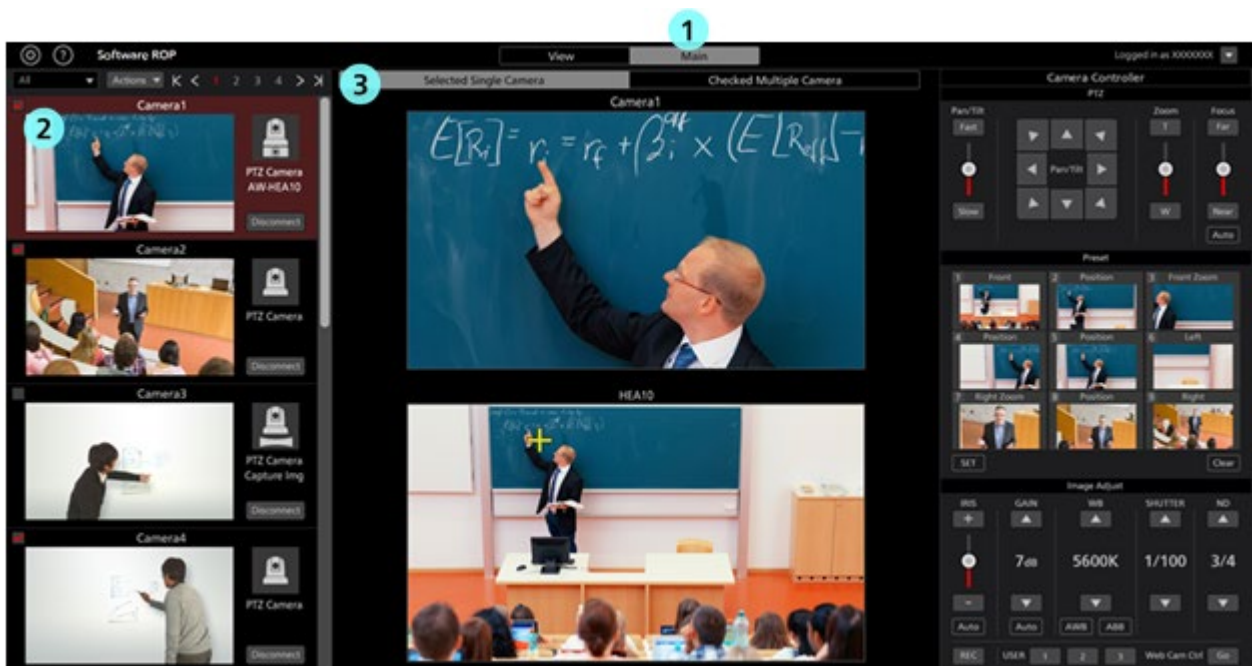 1
Software ROP
View
Main
Logged in as XXXXXXX
All
Actions
1 2 3 4
3
Selected Single Camera
Checked Multiple Camera
Camera1
2
PTZ Camera
AW-HEA10
Disconnect
Camera2
PTZ Camera
Disconnect
Camera3
PTZ Camera
Capture Img
Disconnect
Camera4
PTZ Camera
Disconnect
Camera1
E[Ri] = ri = rf +
HEA10
Camera Controller
PTZ
Pan/Tilt
Zoom
Focus
Fast
T
Far
Pan/Tilt
Slow
W
Near
Auto
Preset
1 Front
2 Position
3 Front Zoom
4 Position
5 Position
6 Left
7 Right Zoom
8 Position
9 Right
SET
Clear
Image Adjust
IRIS
GAIN
WB
SHUTTER
ND
+
7dB
5600K
1/100
3/4
-
Auto
Auto
AWB
ABB
REC
USER
1
2
3
Web Cam Ctrl
Go